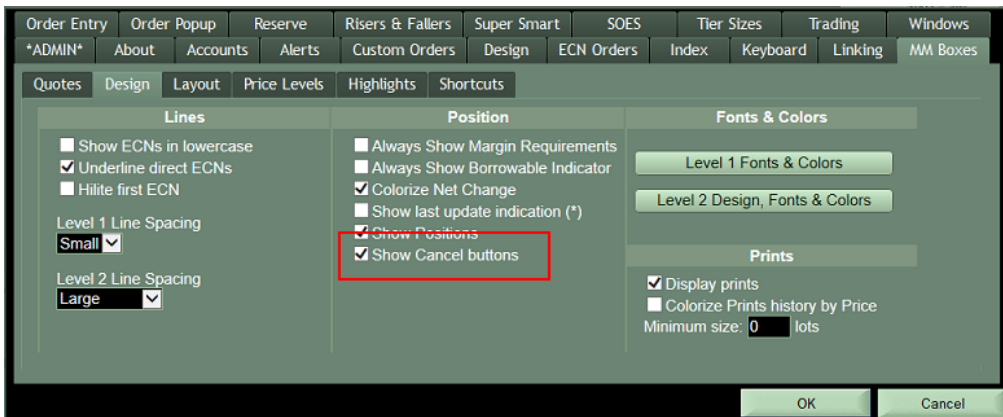 Order Entry Order Popup Reserve Risers & Fallers Super Smart SOES Tier Sizes Trading Windows
*ADMIN* About Accounts Alerts Custom Orders Design ECN Orders Index Keyboard Linking MM Boxes
Quotes Design Layout Price Levels Highlights Shortcuts
Lines
Show ECNs in lowercase
Underline direct ECNs
Hilite first ECN
Level 1 Line Spacing
Small
Level 2 Line Spacing
Large
Position
Always Show Margin Requirements
Always Show Borrowable Indicator
Colorize Net Change
Show last update indication (*)
Show Positions
Show Cancel buttons
Fonts & Colors
Level 1 Fonts & Colors
Level 2 Design, Fonts & Colors
Prints
Display prints
Colorize Prints history by Price
Minimum size: 0 lots
OK Cancel